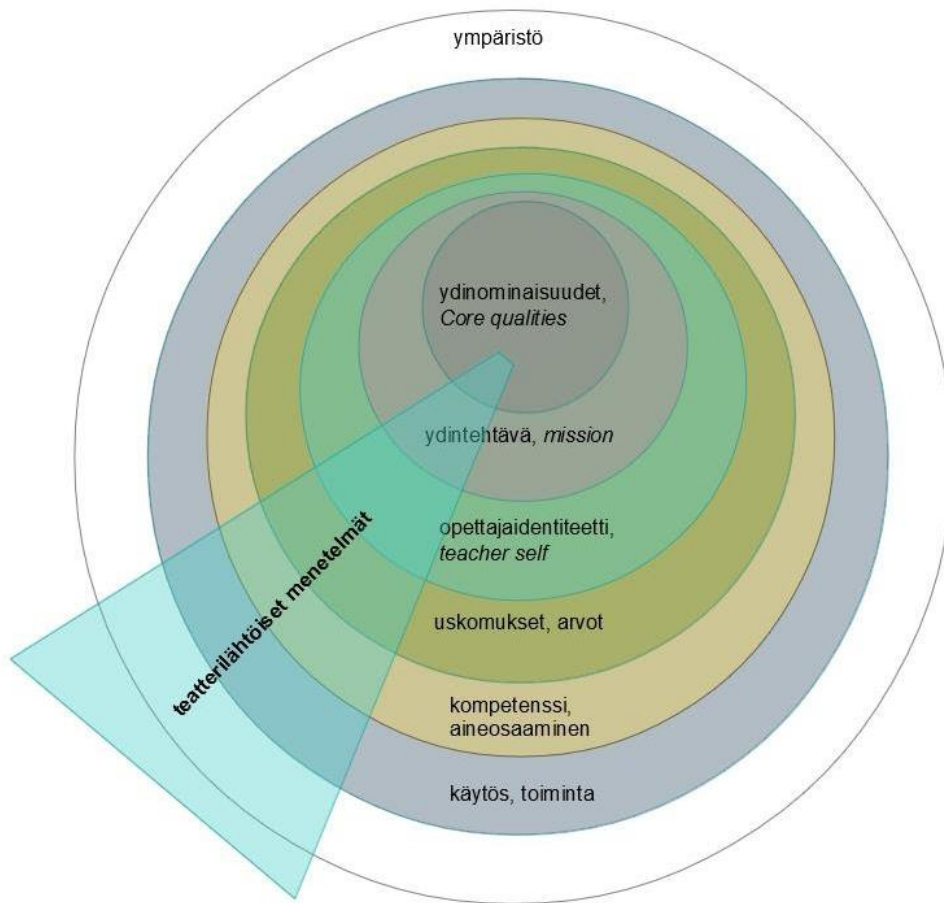 ympäristö
ydinominaisuudet,
Core qualities
ydintehtävä, mission
opettajaidentiteetti,
teacher self
teatterilähtöiset menetelmät
uskomukset, arvot
kompetenssi,
aineosaaminen
käytös, toiminta